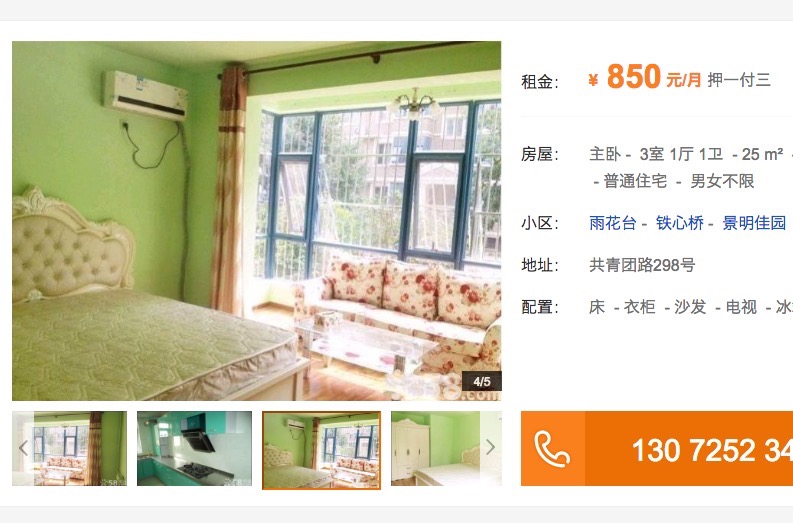 租金： ¥ 850 元/月 押一付三
房屋： 主卧 - 3室 1厅 1卫 - 25 m² -
- 普通住宅 - 男女不限
小区： 雨花台 - 铁心桥 - 景明佳园
地址： 共青团路298号
配置： 床 - 衣柜 - 沙发 - 电视 - 冰
4/5
130 7252 34